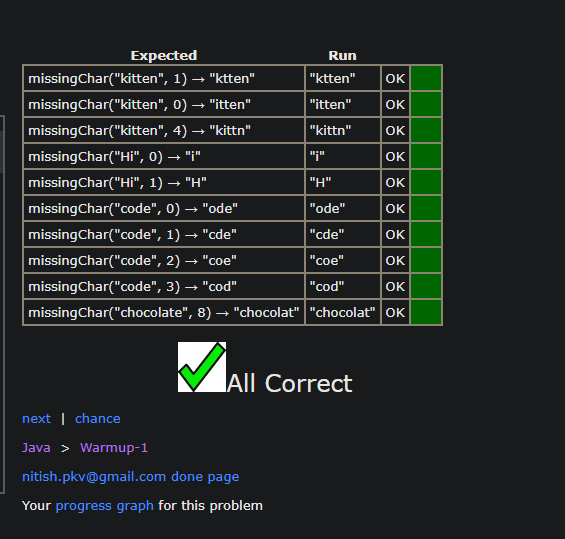 Expected Run
missingChar("kitten", 1) → "ktten" "ktten" OK
missingChar("kitten", 0) → "itten" "itten" OK
missingChar("kitten", 4) → "kittn" "kittn" OK
missingChar("Hi", 0) → "i" "i" OK
missingChar("Hi", 1) → "H" "H" OK
missingChar("code", 0) → "ode" "ode" OK
missingChar("code", 1) → "cde" "cde" OK
missingChar("code", 2) → "coe" "coe" OK
missingChar("code", 3) → "cod" "cod" OK
missingChar("chocolate", 8) → "chocolat" "chocolat" OK
All Correct
next | chance
Java > Warmup-1
nitish.pkv@gmail.com done page
Your progress graph for this problem